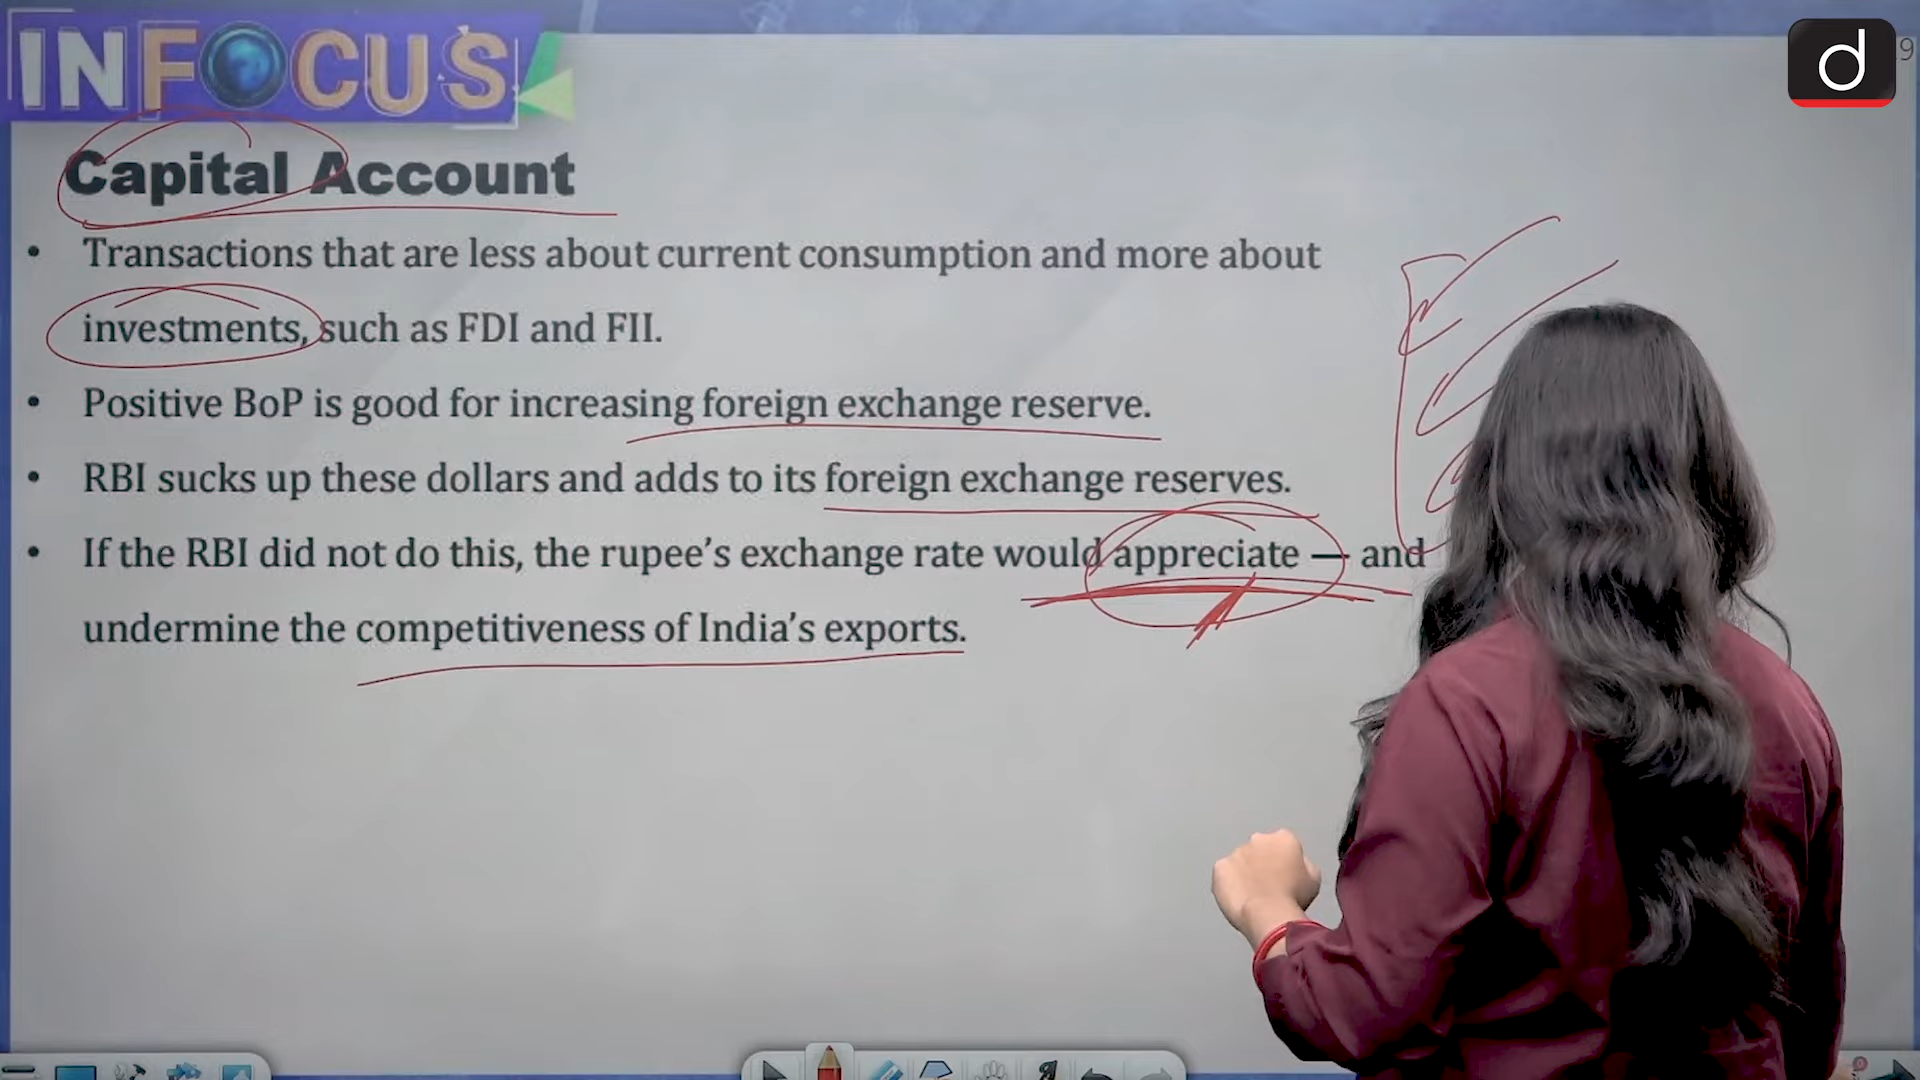 INFOCUS
d
9
Capital Account
• Transactions that are less about current consumption and more about
investments, such as FDI and FII.
• Positive BoP is good for increasing foreign exchange reserve.
• RBI sucks up these dollars and adds to its foreign exchange reserves.
• If the RBI did not do this, the rupee’s exchange rate would appreciate — and
undermine the competitiveness of India’s exports.